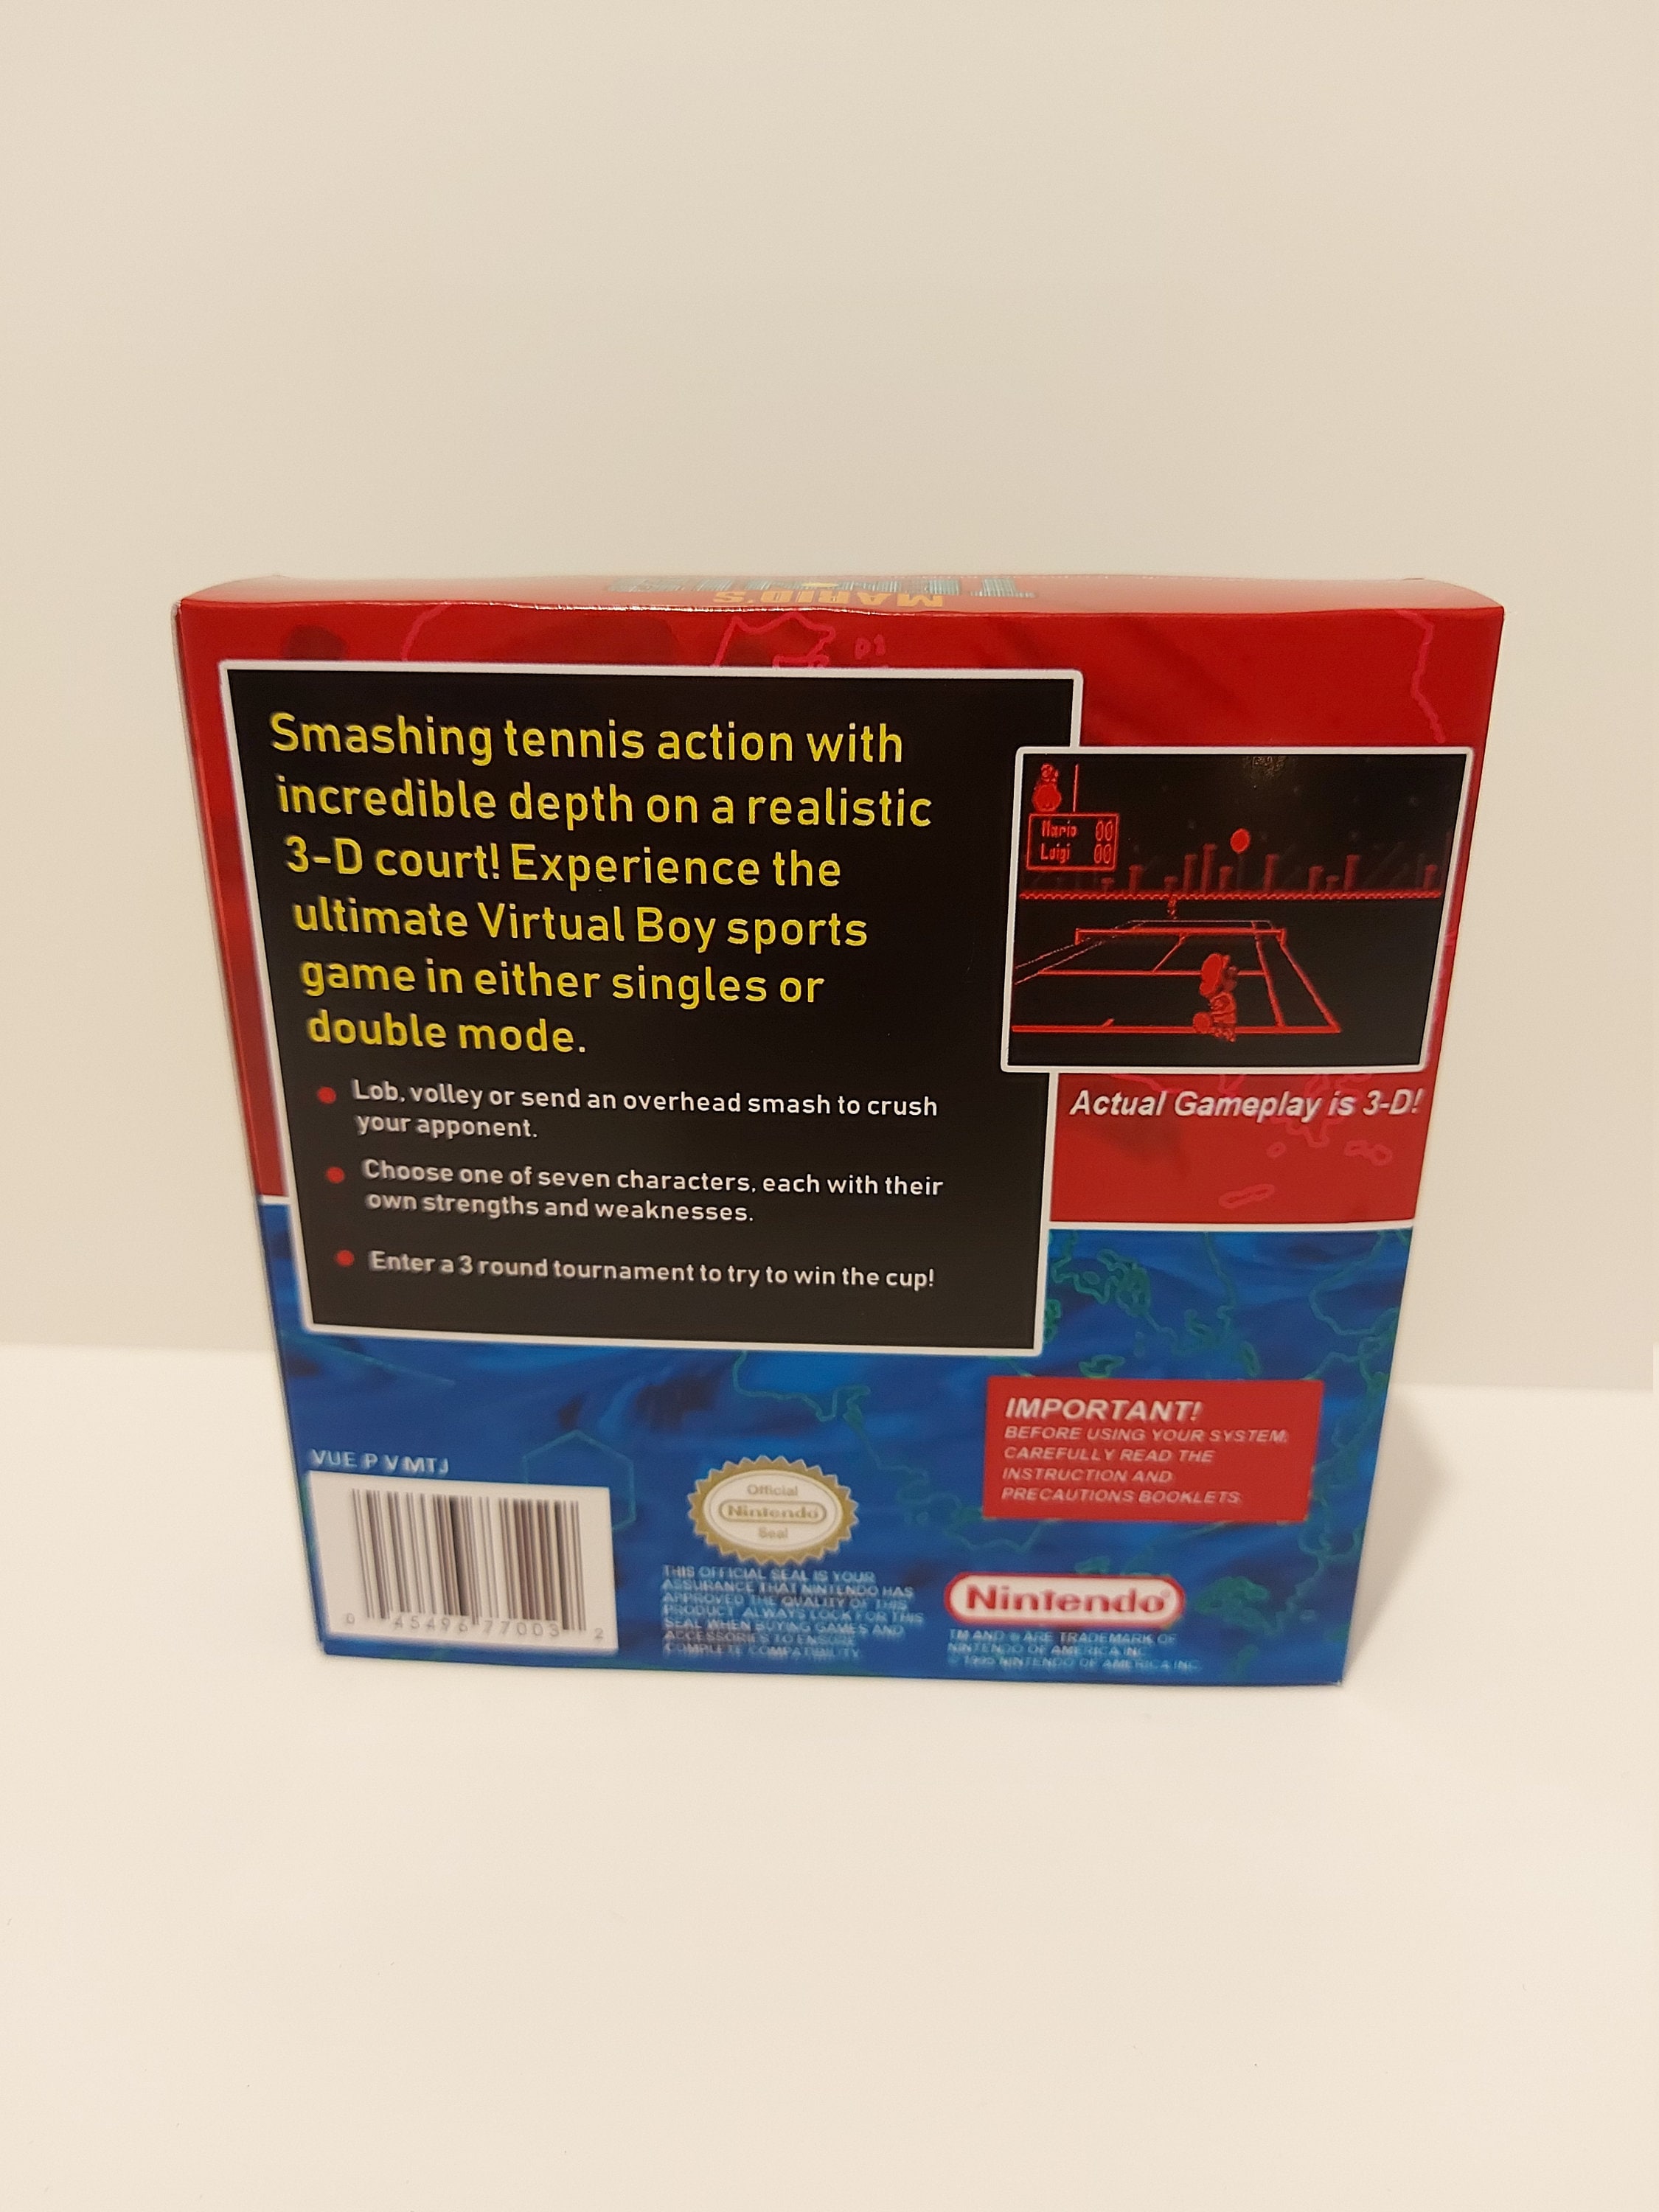 MARIO'S
TENNIS
Smashing tennis action with
incredible depth on a realistic
3-D court! Experience the
ultimate Virtual Boy sports
game in either singles or
double mode.
Mario 00
Luigi 00
Actual Gameplay is 3-D!
Lob, volley or send an overhead smash to crush
your apponent.
Choose one of seven characters, each with their
own strengths and weaknesses.
Enter a 3 round tournament to try to win the cup!
IMPORTANT!
BEFORE USING YOUR SYSTEM,
CAREFULLY READ THE
INSTRUCTION AND
PRECAUTIONS BOOKLETS.
VUE P VMTJ
0 45496 77003 2
Official
Nintendo
Seal
THIS OFFICIAL SEAL IS YOUR
ASSURANCE THAT NINTENDO HAS
APPROVED THE QUALITY OF THIS
PRODUCT. ALWAYS LOOK FOR THIS
SEAL WHEN BUYING GAMES AND
ACCESSORIES TO ENSURE
COMPLETE COMPATIBILITY.
Nintendo®
TM AND ® ARE TRADEMARK OF
NINTENDO OF AMERICA INC.
© 1995 NINTENDO OF AMERICA INC.